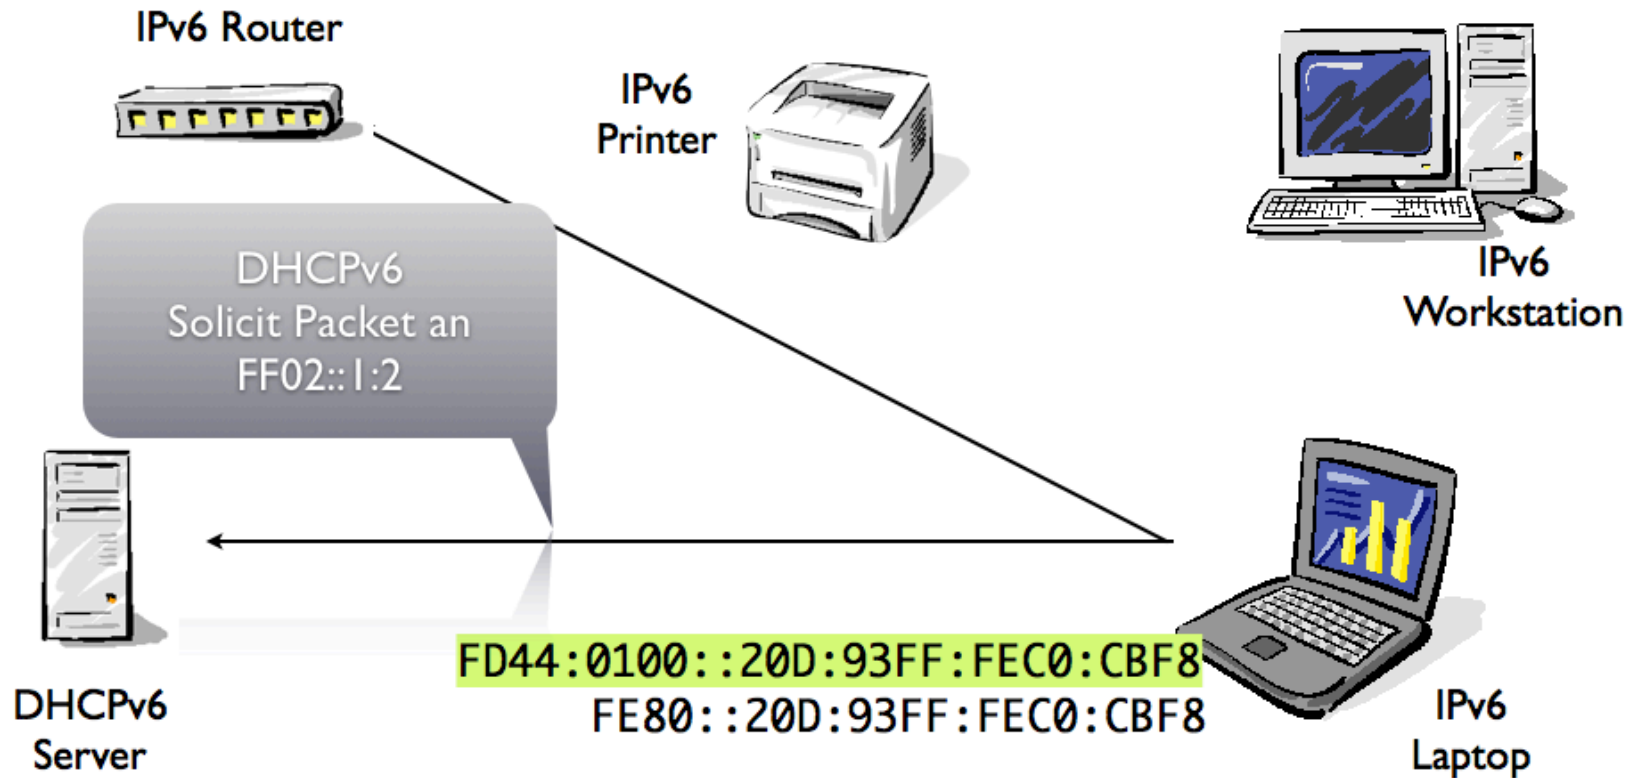 IPv6 Router
IPv6
Printer
IPv6
Workstation
DHCPv6
Solicit Packet an
FF02::1:2
FD44:0100::20D:93FF:FEC0:CBF8
FE80::20D:93FF:FEC0:CBF8
DHCPv6
Server
IPv6
Laptop